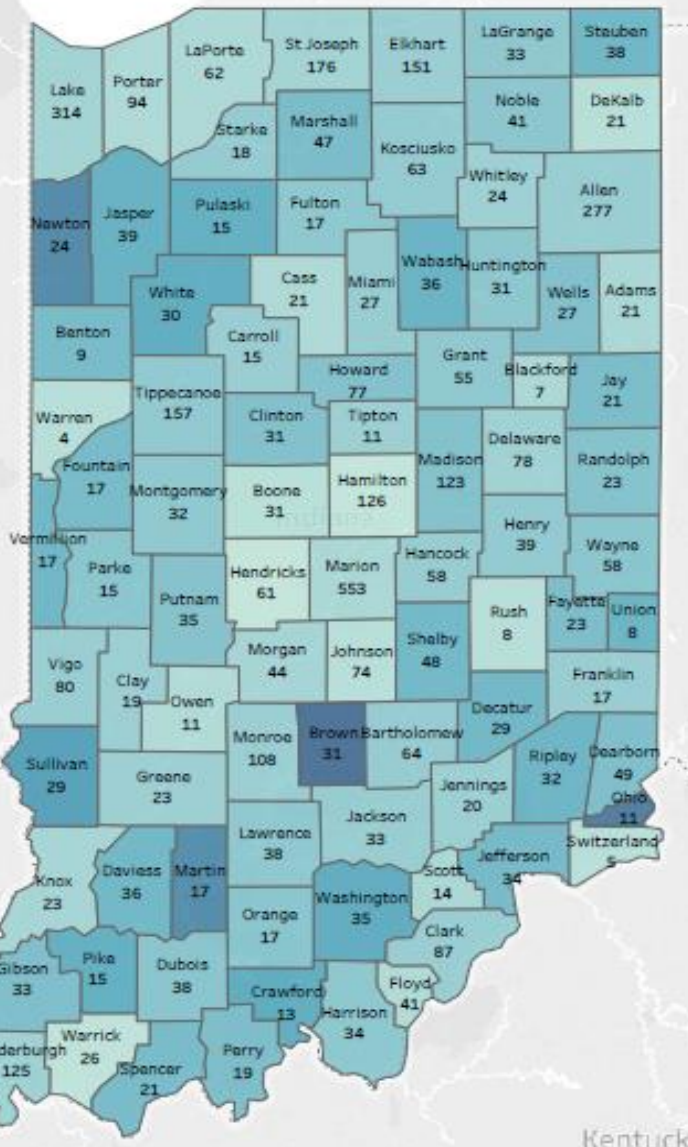 Lake
314
Porter
94
LaPorte
62
St Joseph
176
Elkhart
151
LaGrange
33
Steuben
38
Noble
41
DeKalb
21
Starke
18
Marshall
47
Kosciusko
63
Whitley
24
Allen
277
Newton
24
Jasper
39
Pulaski
15
Fulton
17
Wabash
36
Huntington
31
Wells
27
Adams
21
White
30
Cass
21
Miami
27
Benton
9
Carroll
15
Howard
77
Grant
55
Blackford
7
Jay
21
Tippecanoe
157
Warren
4
Clinton
31
Tipton
11
Madison
123
Delaware
78
Randolph
23
Fountain
17
Montgomery
32
Boone
31
Hamilton
126
Henry
39
Wayne
58
Vermillion
17
Parke
15
Putnam
35
Hendricks
61
Marion
553
Hancock
58
Rush
8
Fayette
23
Union
8
Vigo
80
Clay
19
Owen
11
Morgan
44
Johnson
74
Shelby
48
Franklin
17
Sullivan
29
Greene
23
Monroe
108
Brown
31
Bartholomew
64
Decatur
29
Ripley
32
Dearborn
49
Ohio
11
Jennings
20
Jackson
33
Lawrence
38
Knox
23
Daviess
36
Martin
17
Orange
17
Washington
35
Scott
14
Jefferson
34
Switzerland
5
Clark
87
Gibson
33
Pike
15
Dubois
38
Crawford
13
Harrison
34
Floyd
41
derburgh
125
Warrick
26
Spencer
21
Perry
19
Kentuck